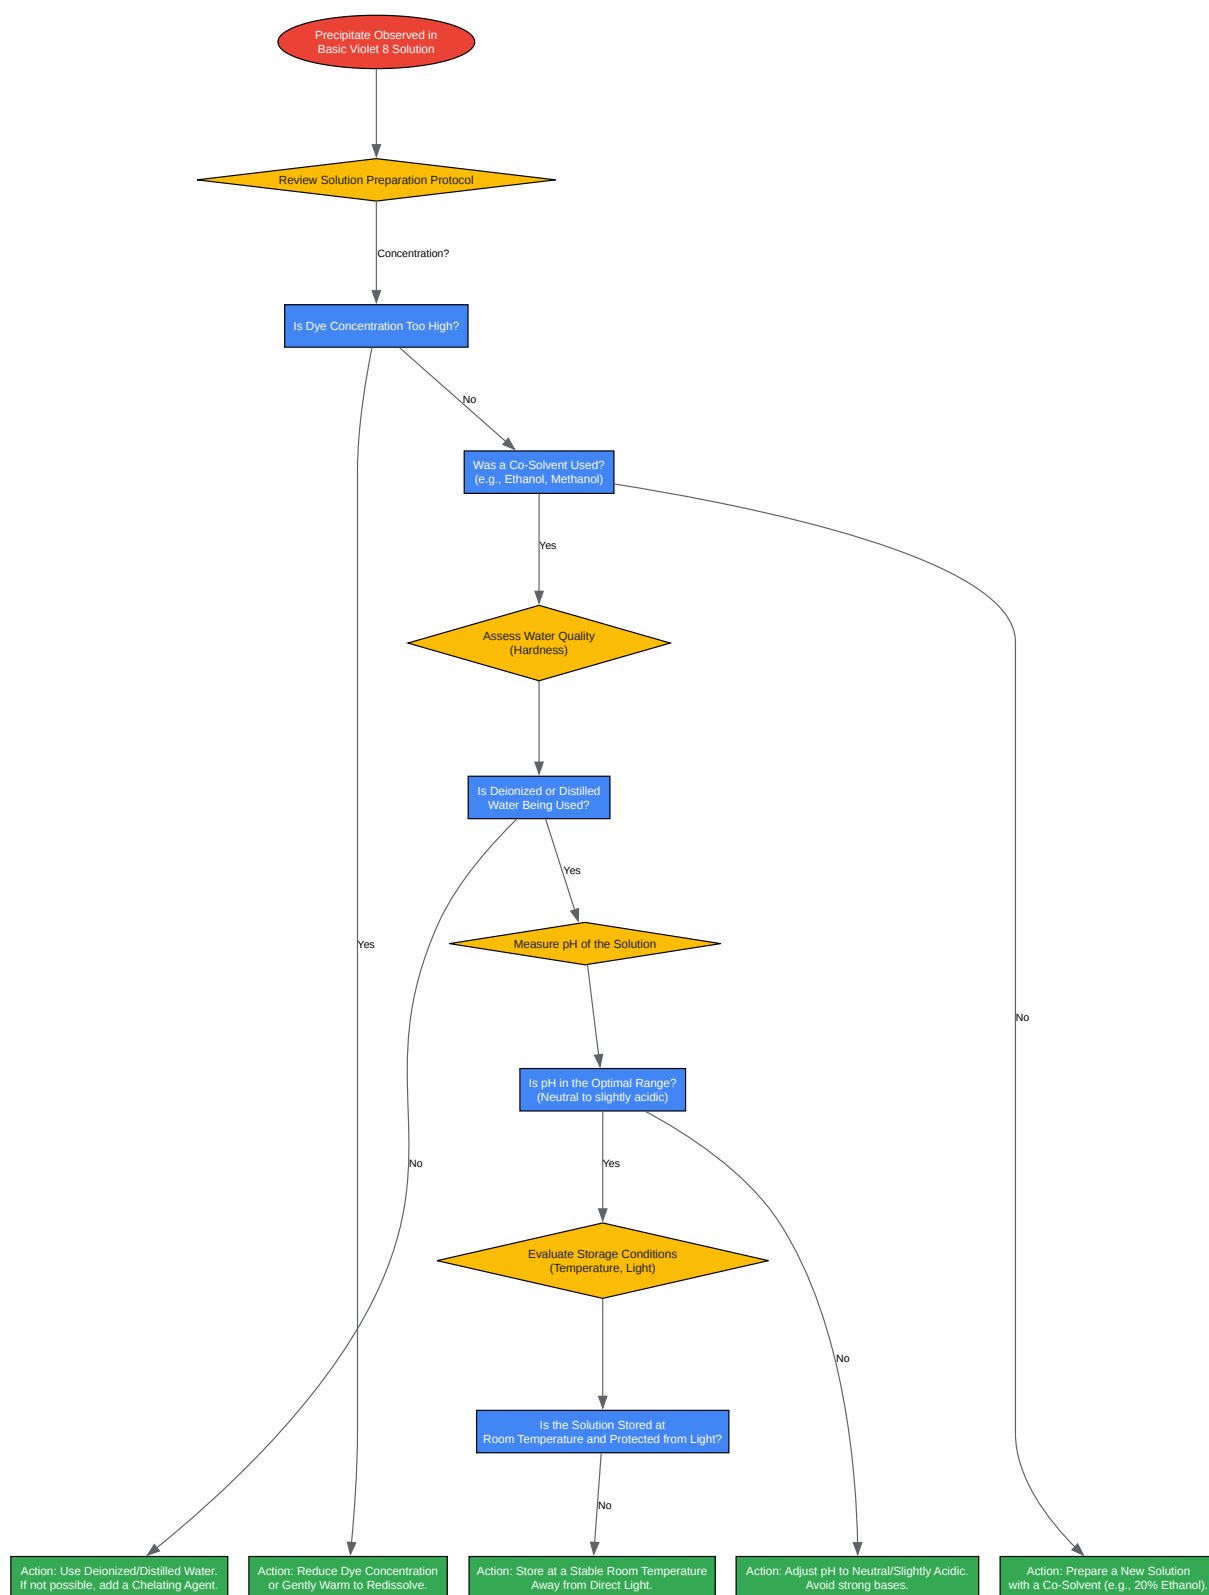 Precipitate Observed in
Basic Violet 8 Solution
Review Solution Preparation Protocol
Concentration?
Is Dye Concentration Too High?
No
Was a Co-Solvent Used?
(e.g., Ethanol, Methanol)
Yes
Assess Water Quality
(Hardness)
Is Deionized or Distilled
Water Being Used?
Yes
Yes
Measure pH of the Solution
No
Is pH in the Optimal Range?
(Neutral to slightly acidic)
No
Yes
Evaluate Storage Conditions
(Temperature, Light)
No
Is the Solution Stored at
Room Temperature and Protected from Light?
No
Action: Use Deionized/Distilled Water.
If not possible, add a Chelating Agent.
Action: Reduce Dye Concentration
or Gently Warm to Redissolve.
Action: Store at a Stable Room Temperature
Away from Direct Light.
Action: Adjust pH to Neutral/Slightly Acidic.
Avoid strong bases.
Action: Prepare a New Solution
with a Co-Solvent (e.g., 20% Ethanol).